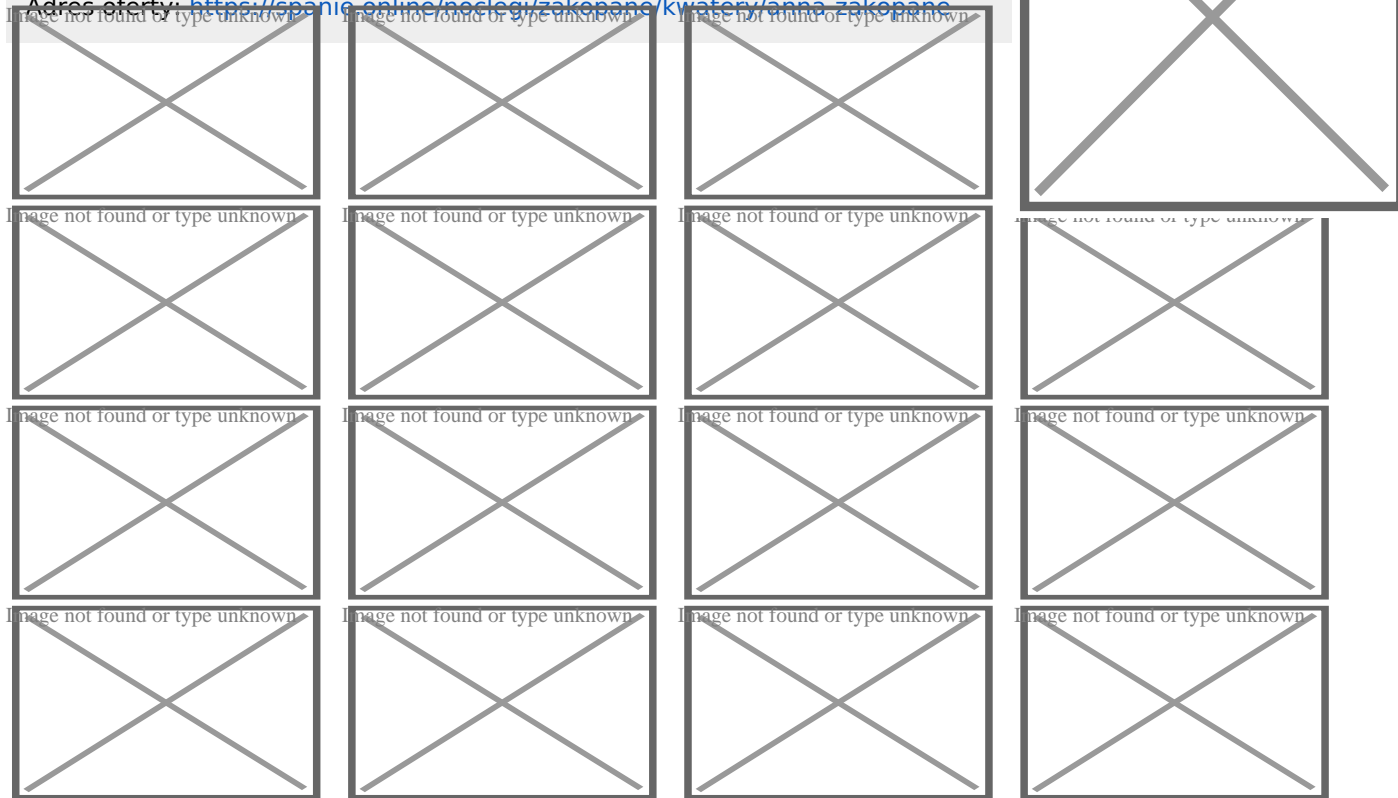 Adres oferty: https://spanie.online/noclegi/zakopane/kwatery/anna-zakopane
Image not found or type unknown Image not found or type unknown Image not found or type unknown
Image not found or type unknown Image not found or type unknown Image not found or type unknown Image not found or type unknown
Image not found or type unknown Image not found or type unknown Image not found or type unknown Image not found or type unknown
Image not found or type unknown Image not found or type unknown Image not found or type unknown Image not found or type unknown